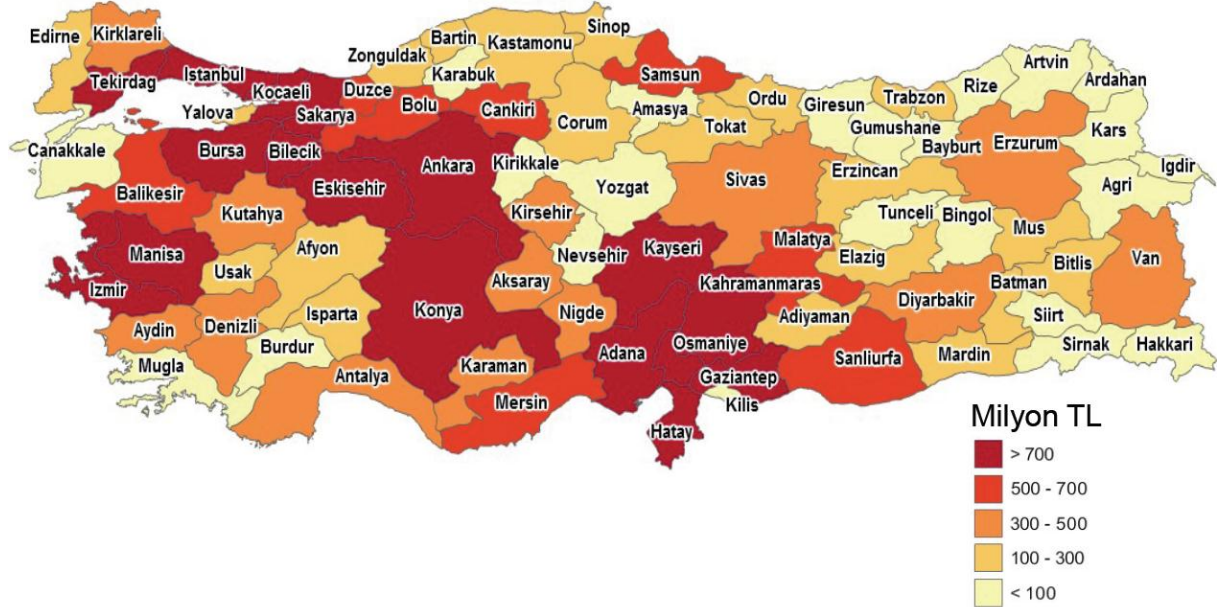 Edirne
Kirklareli
Tekirdag
Istanbul
Kocaeli
Yalova
Sakarya
Duzce
Zonguldak
Bartin
Karabuk
Kastamonu
Sinop
Samsun
Bolu
Cankiri
Corum
Amasya
Tokat
Ordu
Giresun
Trabzon
Gumushane
Bayburt
Rize
Artvin
Ardahan
Kars
Igdir
Erzurum
Agri
Canakkale
Balikesir
Bursa
Bilecik
Eskisehir
Ankara
Kirikkale
Yozgat
Sivas
Erzincan
Tunceli
Bingol
Mus
Kutahya
Kirsehir
Nevsehir
Kayseri
Malatya
Elazig
Bitlis
Van
Manisa
Izmir
Usak
Afyon
Aksaray
Kahramanmaras
Adiyaman
Diyarbakir
Batman
Siirt
Aydin
Denizli
Isparta
Konya
Nigde
Mugla
Burdur
Antalya
Karaman
Mersin
Adana
Osmaniye
Gaziantep
Kilis
Hatay
Sanliurfa
Mardin
Sirnak
Hakkari
Milyon TL
> 700
500 - 700
300 - 500
100 - 300
< 100